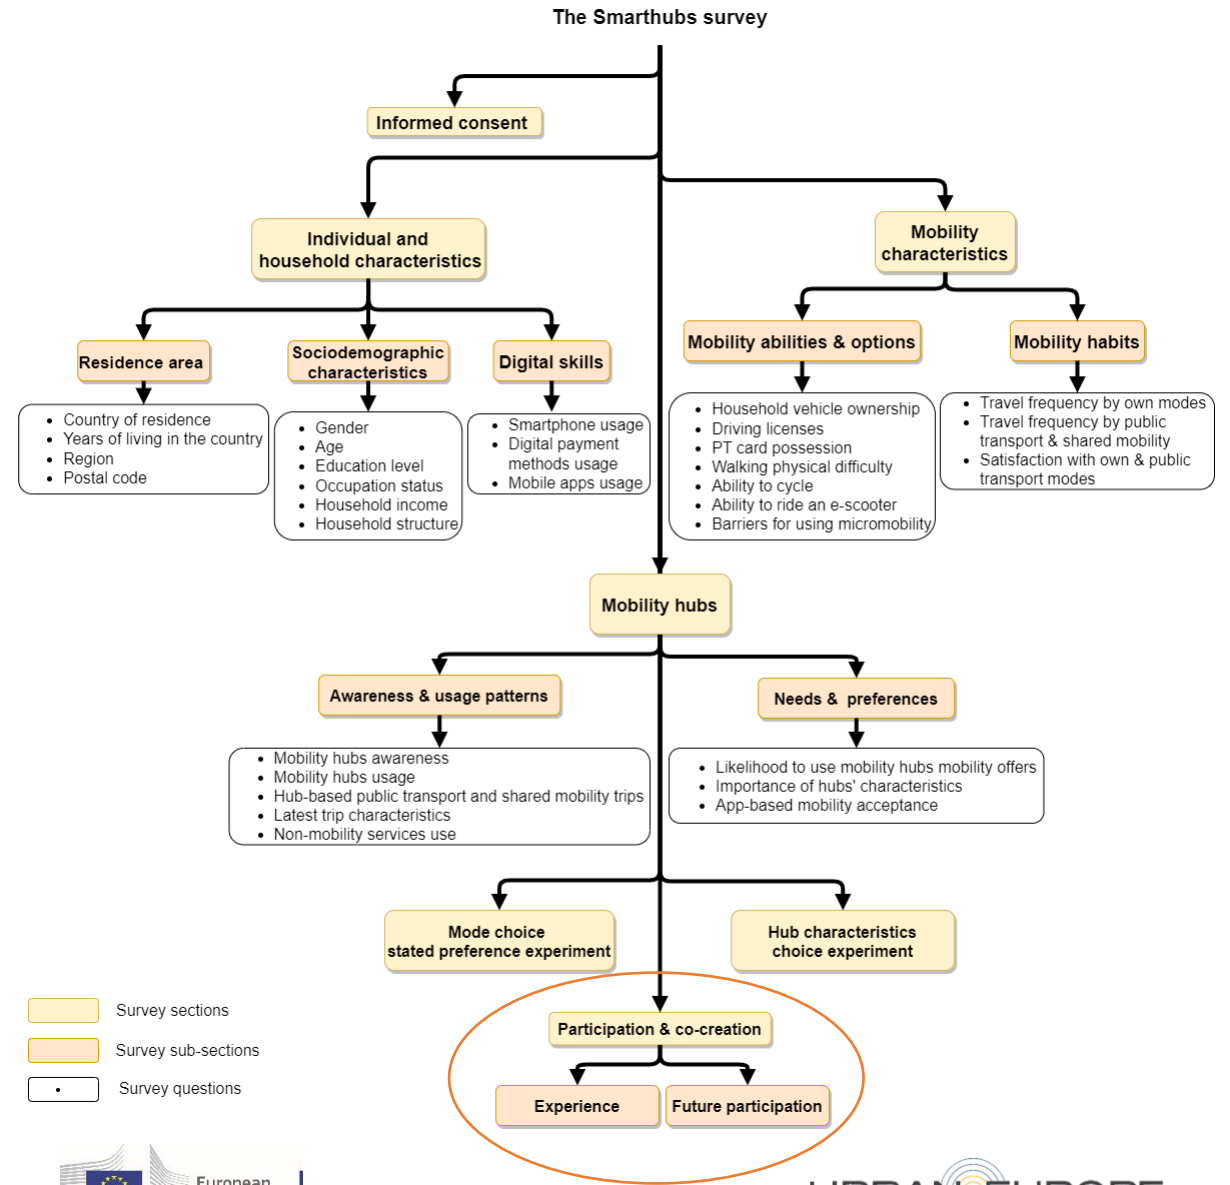 The Smarthubs survey
Informed consent
Individual and
household characteristics
Mobility
characteristics
Residence area
Sociodemographic
characteristics
Digital skills
Mobility abilities & options
Mobility habits
• Country of residence
• Years of living in the country
• Region
• Postal code
• Gender
• Age
• Education level
• Occupation status
• Household income
• Household structure
• Smartphone usage
• Digital payment
methods usage
• Mobile apps usage
• Household vehicle ownership
• Driving licenses
• PT card possession
• Walking physical difficulty
• Ability to cycle
• Ability to ride an e-scooter
• Barriers for using micromobility
• Travel frequency by own modes
• Travel frequency by public
transport & shared mobility
• Satisfaction with own & public
transport modes
Mobility hubs
Awareness & usage patterns
Needs & preferences
• Mobility hubs awareness
• Mobility hubs usage
• Hub-based public transport and shared mobility trips
• Latest trip characteristics
• Non-mobility services use
• Likelihood to use mobility hubs mobility offers
• Importance of hubs' characteristics
• App-based mobility acceptance
Mode choice
stated preference experiment
Hub characteristics
choice experiment
Participation & co-creation
Experience
Future participation
Survey sections
Survey sub-sections
• Survey questions
European
URBAN EUROPE